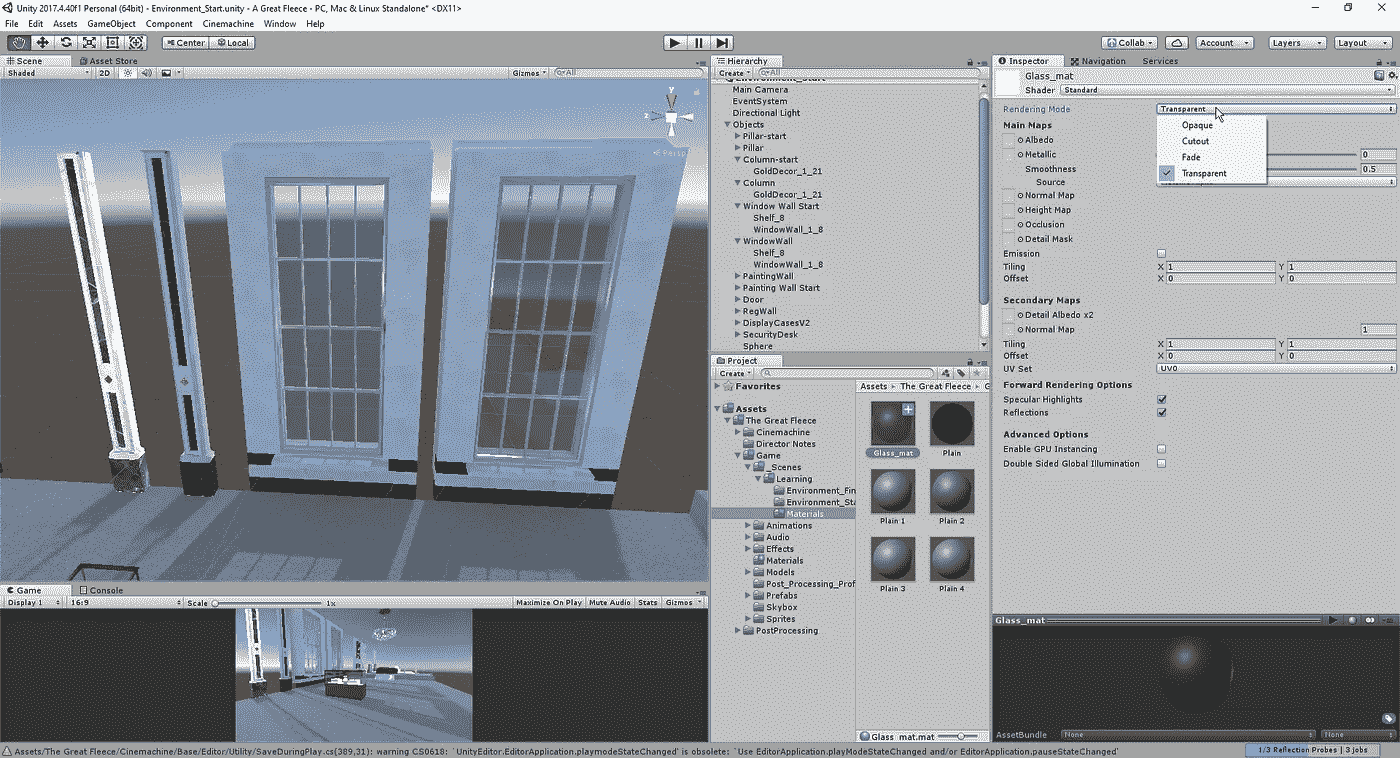 Unity 2017.4.40f1 Personal (64bit) - Environment_Start.unity - A Great Fleece - PC, Mac & Linux Standalone* <DX11>
File Edit Assets GameObject Component Cinemachine Window Help
Center Local Collab Account Layers Layout
Scene Asset Store
Shaded 2D Gizmos All
y
z
Persp
Game Console
Display 1 16:9 Scale 1x Maximize On Play Mute Audio Stats Gizmos
Hierarchy
Create All
Environment_Start
Main Camera
EventSystem
Directional Light
Objects
Pillar-start
Pillar
Column-start
GoldDecor_1_21
Column
GoldDecor_1_21
Window Wall Start
Shelf_8
WindowWall_1_8
WindowWall
Shelf_8
WindowWall_1_8
PaintingWall
Painting Wall Start
Door
RegWall
DisplayCasesV2
SecurityDesk
Sphere
Project
Create
Favorites
Assets
The Great Fleece
Cinemachine
Director Notes
Game
_Scenes
Learning
Environment_Fin
Environment_Sta
Materials
Animations
Audio
Effects
Materials
Models
Post_Processing_Prof
Prefabs
Skybox
Sprites
PostProcessing
Assets The Great Fleece G
Glass_mat Plain
Plain 1 Plain 2
Plain 3 Plain 4
Glass_mat.mat
Inspector Navigation Services
Glass_mat
Shader Standard
Rendering Mode Transparent
Opaque
Cutout
Fade
Transparent
Main Maps
Albedo
Metallic 0
Smoothness 0.5
Source
Normal Map
Height Map
Occlusion
Detail Mask
Emission
Tiling X 1 Y 1
Offset X 0 Y 0
Secondary Maps
Detail Albedo x2
Normal Map 1
Tiling X 1 Y 1
Offset X 0 Y 0
UV Set UV0
Forward Rendering Options
Specular Highlights
Reflections
Advanced Options
Enable GPU Instancing
Double Sided Global Illumination
Glass_mat
AssetBundle None None
Assets/The Great Fleece/Cinemachine/Base/Editor/Utility/SaveDuringPlay.cs(389,31): warning CS0618: `UnityEditor.EditorApplication.playmodeStateChanged' is obsolete: `Use EditorApplication.playModeStateChanged and/or EditorApplication.pauseStateChanged'
1/3 Reflection Probes | 3 jobs